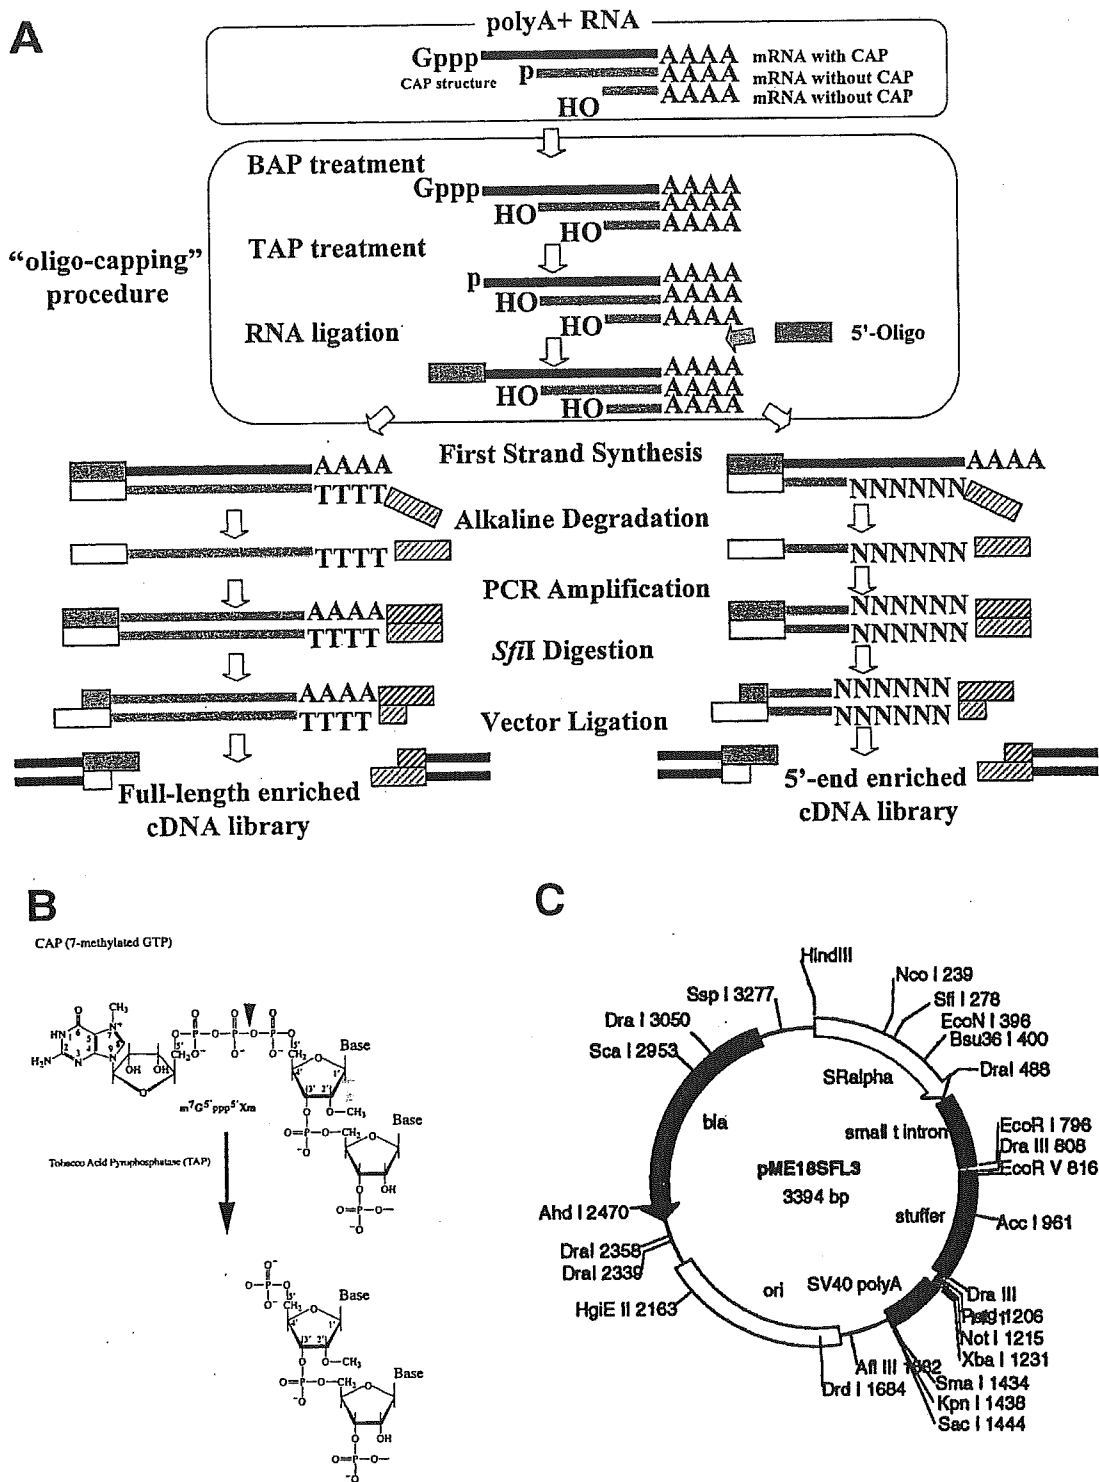 A
polyA+ RNA
Gppp AAAA mRNA with CAP
CAP structure p AAAA mRNA without CAP
HO AAAA mRNA without CAP
BAP treatment
Gppp AAAA
HO AAAA
HO AAAA
"oligo-capping"
procedure
TAP treatment
p AAAA
HO AAAA
HO AAAA
RNA ligation
5'-Oligo
AAAA
HO AAAA
HO AAAA
First Strand Synthesis
AAAA
TTTT
AAAA
NNNNNN
Alkaline Degradation
TTTT
NNNNNN
PCR Amplification
AAAA
TTTT
NNNNNN
NNNNNN
SfiI Digestion
AAAA
TTTT
NNNNNN
NNNNNN
Vector Ligation
Full-length enriched
cDNA library
5'-end enriched
cDNA library
B
CAP (7-methylated GTP)
m7G5'ppp5'Xm
Tobacco Acid Pyrophosphatase (TAP)
Base
Base
Base
Base
C
HindIII
Nco I 239
Sfi I 278
EcoN I 396
Bsu36 I 400
DraI 488
EcoR I 796
Dra III 808
EcoR V 816
Acc I 961
Dra III
Not I 1215
Xba I 1231
Sma I 1434
Kpn I 1438
Sac I 1444
Drd I 1684
HgiE II 2163
DraI 2339
DraI 2358
Ahd I 2470
Sca I 2953
Dra I 3050
Ssp I 3277
SRalpha
small t intron
stuffer
SV40 polyA
ori
bla
pME18SFL3
3394 bp